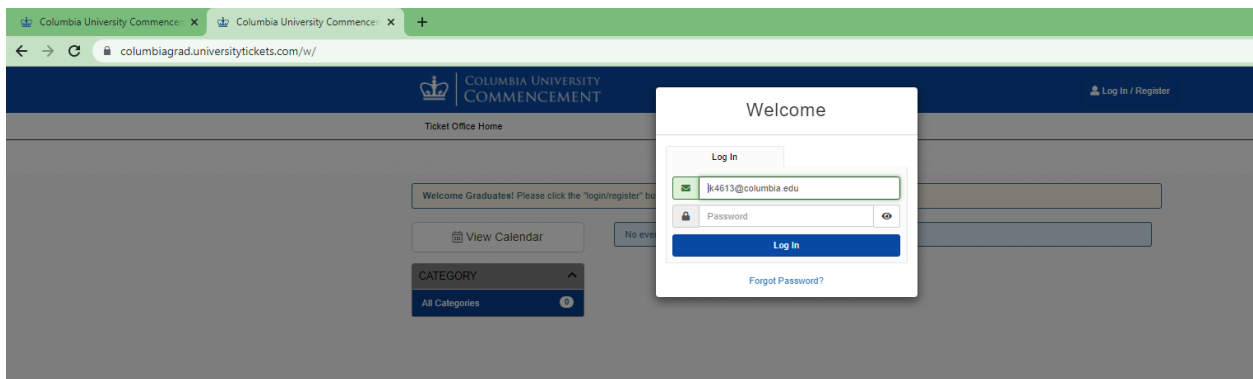 Columbia University Commencen
Columbia University Commencen
columbiagrad.universitytickets.com/w/
COLUMBIA UNIVERSITY
COMMENCEMENT
Log In / Register
Ticket Office Home
Welcome
Log In
k4613@columbia.edu
Password
Log In
Forgot Password?
Welcome Graduates! Please click the "login/register" bu
View Calendar
No eve
CATEGORY
All Categories 0